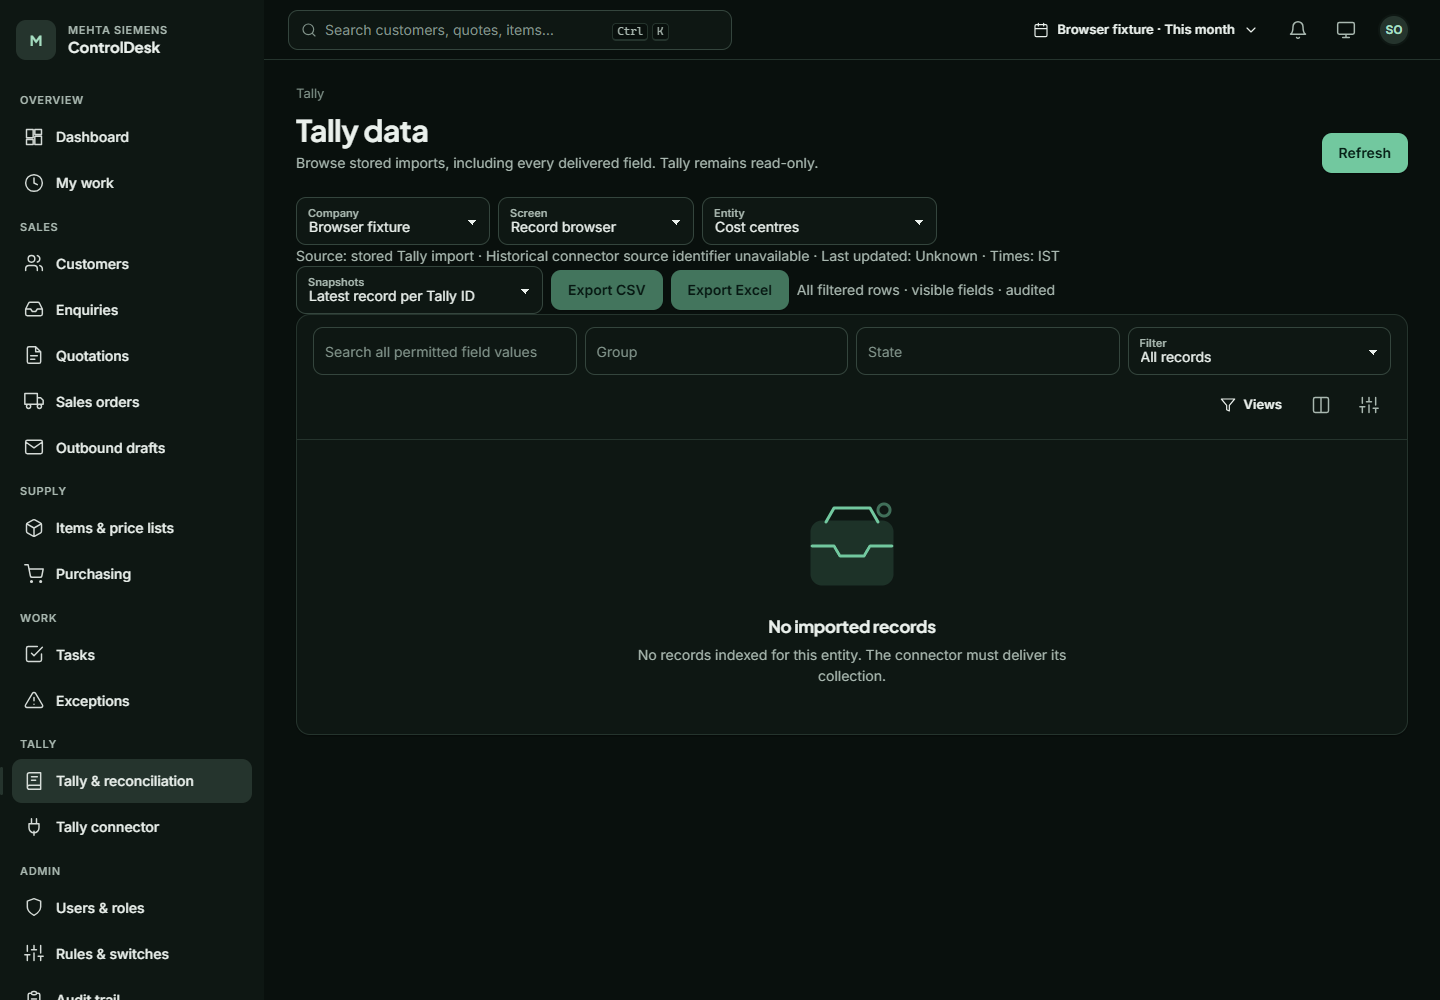 M
MEHTA SIEMENS
ControlDesk
OVERVIEW
Dashboard
My work
SALES
Customers
Enquiries
Quotations
Sales orders
Outbound drafts
SUPPLY
Items & price lists
Purchasing
WORK
Tasks
Exceptions
TALLY
Tally & reconciliation
Tally connector
ADMIN
Users & roles
Rules & switches
Audit trail
Search customers, quotes, items... Ctrl K
Browser fixture · This month
SO
Tally
Tally data
Browse stored imports, including every delivered field. Tally remains read-only.
Refresh
Company
Browser fixture
Screen
Record browser
Entity
Cost centres
Source: stored Tally import · Historical connector source identifier unavailable · Last updated: Unknown · Times: IST
Snapshots
Latest record per Tally ID
Export CSV
Export Excel
All filtered rows · visible fields · audited
Search all permitted field values
Group
State
Filter
All records
Views
No imported records
No records indexed for this entity. The connector must deliver its
collection.